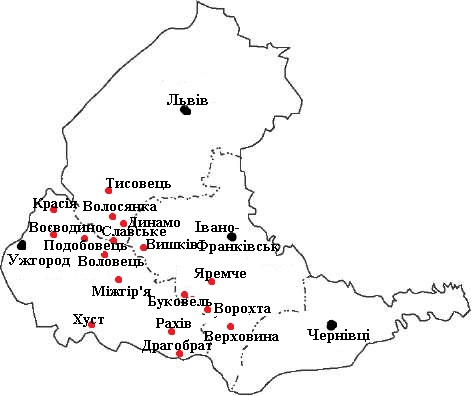 Львів
Тисовець
Красія
Волосянка
Динамо
Воєводино
Славське
Івано-
Франківськ
Подобовець
Вишків
Ужгород
Воловець
Яремче
Міжгір'я
Буковель
Ворохта
Хуст
Рахів
Верховина
Чернівці
Драгобрат